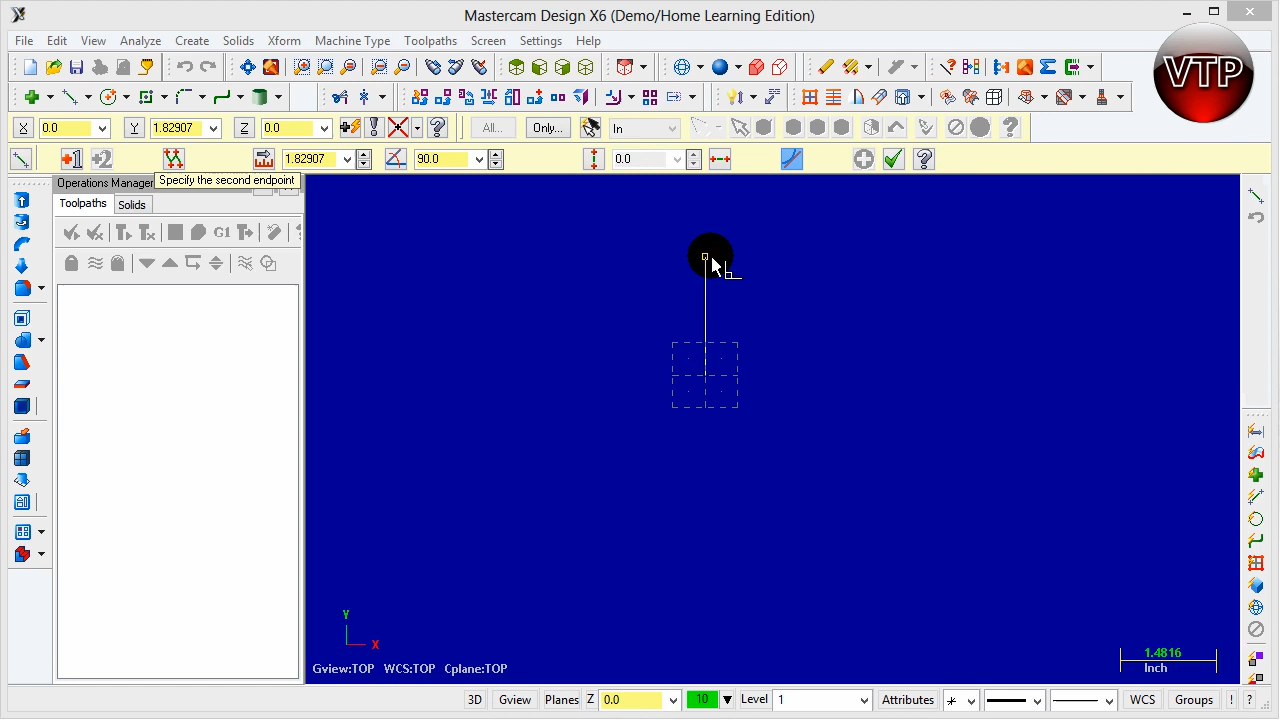 Mastercam Design X6 (Demo/Home Learning Edition)
File Edit View Analyze Create Solids Xform Machine Type Toolpaths Screen Settings Help
VTP
X 0.0 Y 1.82907 Z 0.0 All... Only... In
+1 +2 1.82907 90.0 0.0
Operations Manager
Specify the second endpoint
Toolpaths Solids
G1
Y
X
Gview:TOP WCS:TOP Cplane:TOP
1.4816
Inch
3D Gview Planes Z 0.0 10 Level 1 Attributes WCS Groups ! ?